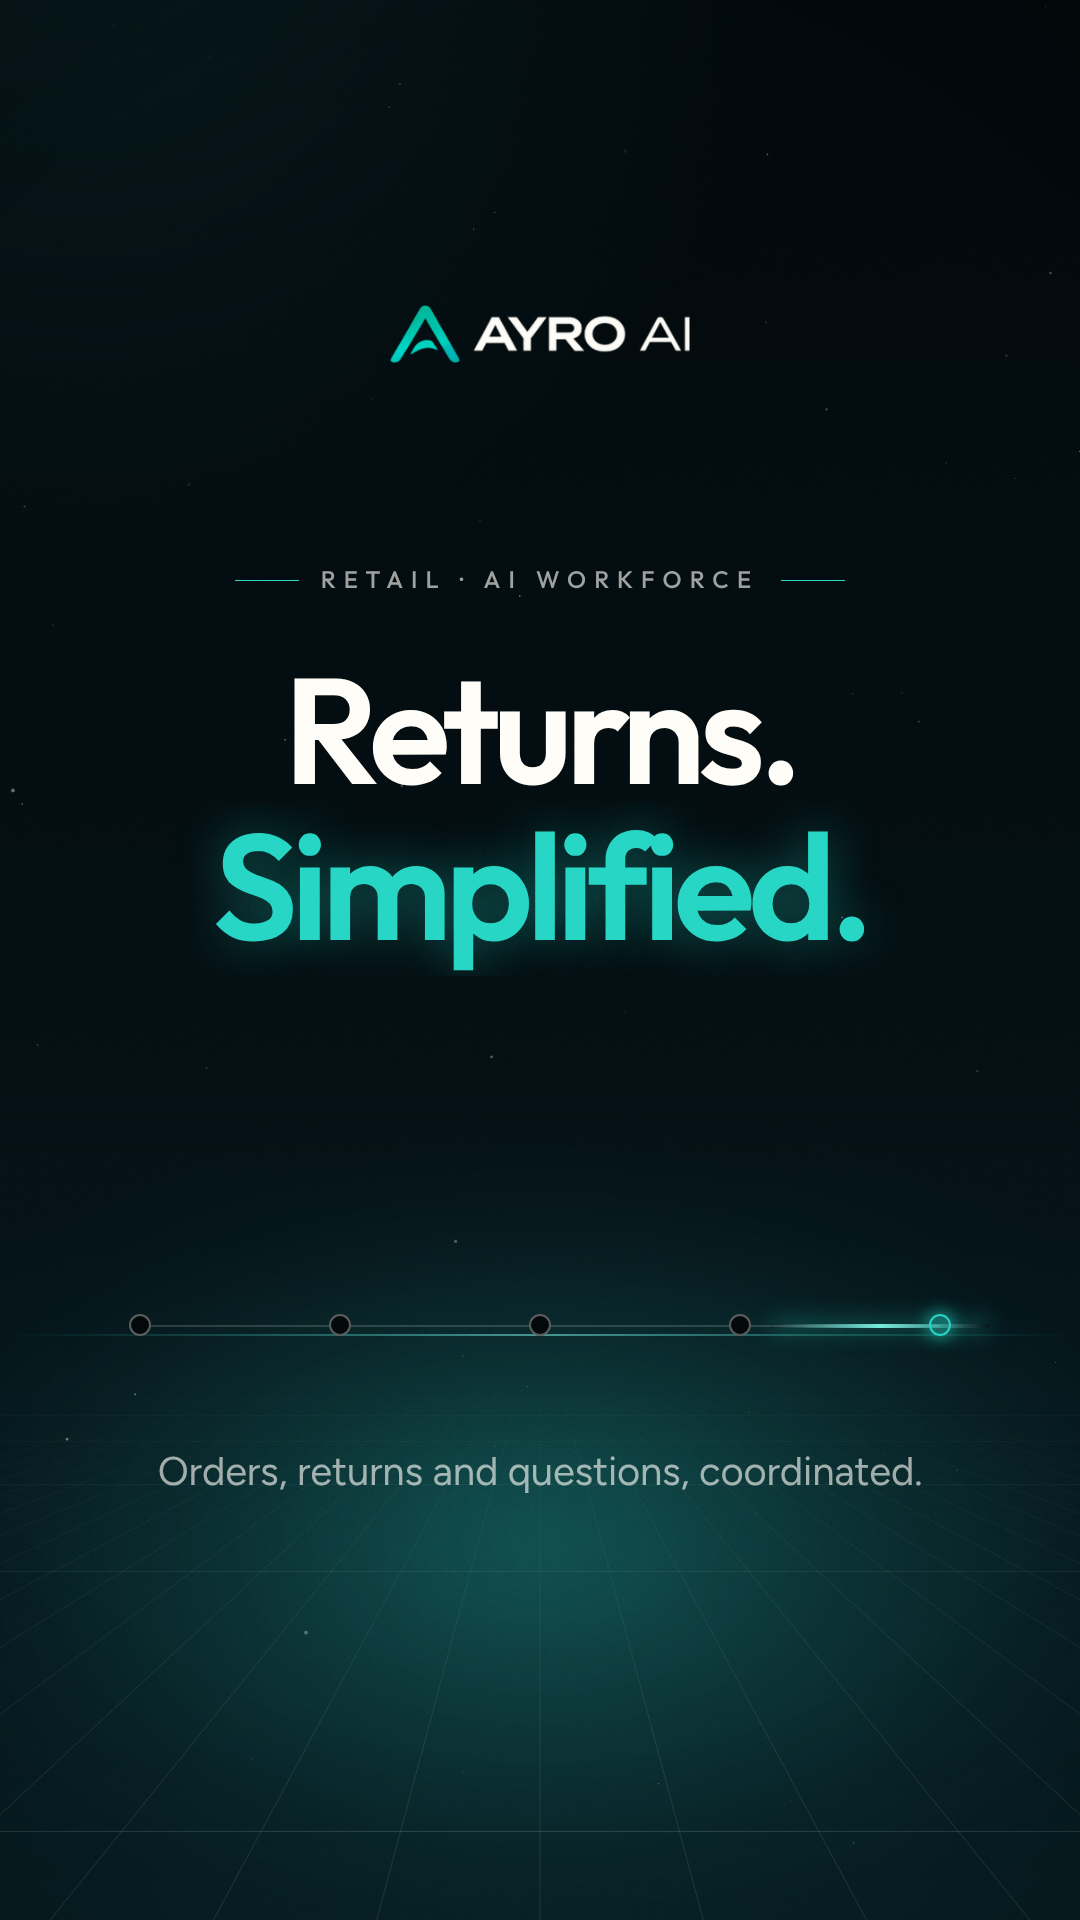 AYRO AI
RETAIL · AI WORKFORCE
Returns.
Simplified.
Orders, returns and questions, coordinated.